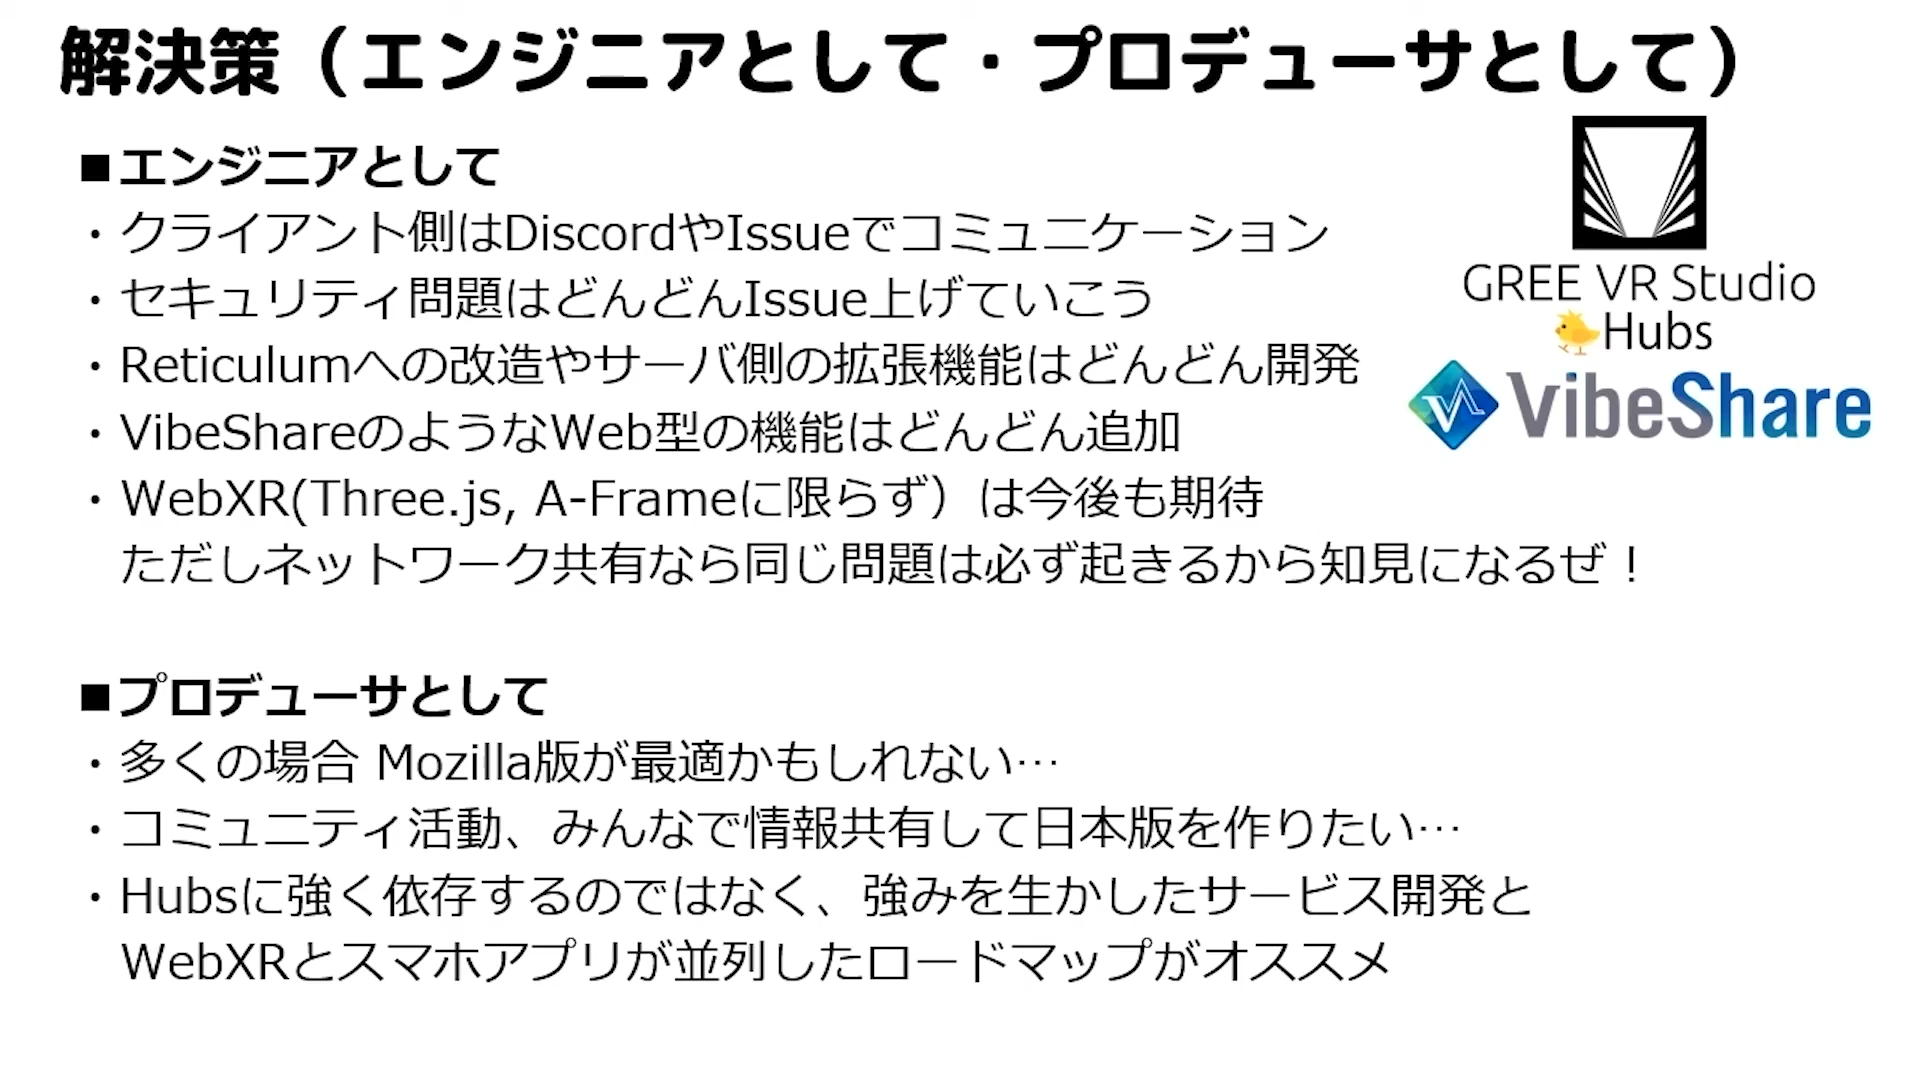 解決策（エンジニアとして・プロデューサとして）
■エンジニアとして
・クライアント側はDiscordやIssueでコミュニケーション
・セキュリティ問題はどんどんIssue上げていこう
・Reticulumへの改造やサーバ側の拡張機能はどんどん開発
・VibeShareのようなWeb型の機能はどんどん追加
・WebXR(Three.js, A-Frameに限らず）は今後も期待
ただしネットワーク共有なら同じ問題は必ず起きるから知見になるぜ！
GREE VR Studio
Hubs
VibeShare
■プロデューサとして
・多くの場合 Mozilla版が最適かもしれない…
・コミュニティ活動、みんなで情報共有して日本版を作りたい…
・Hubsに強く依存するのではなく、強みを生かしたサービス開発と
WebXRとスマホアプリが並列したロードマップがオススメ